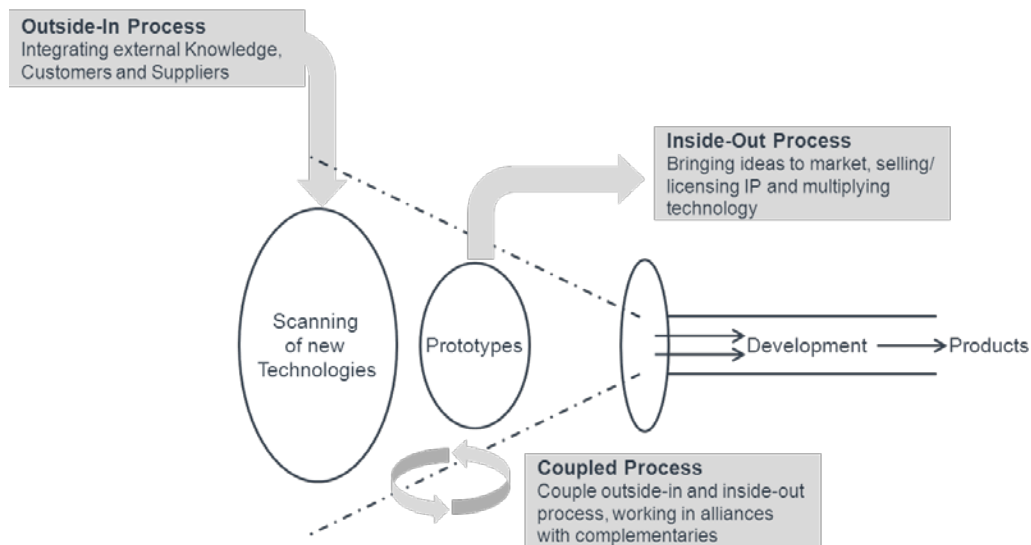 Outside-In Process
Integrating external Knowledge,
Customers and Suppliers
Inside-Out Process
Bringing ideas to market, selling/
licensing IP and multiplying
technology
Scanning
of new
Technologies
Prototypes
Development
Products
Coupled Process
Couple outside-in and inside-out
process, working in alliances
with complementaries